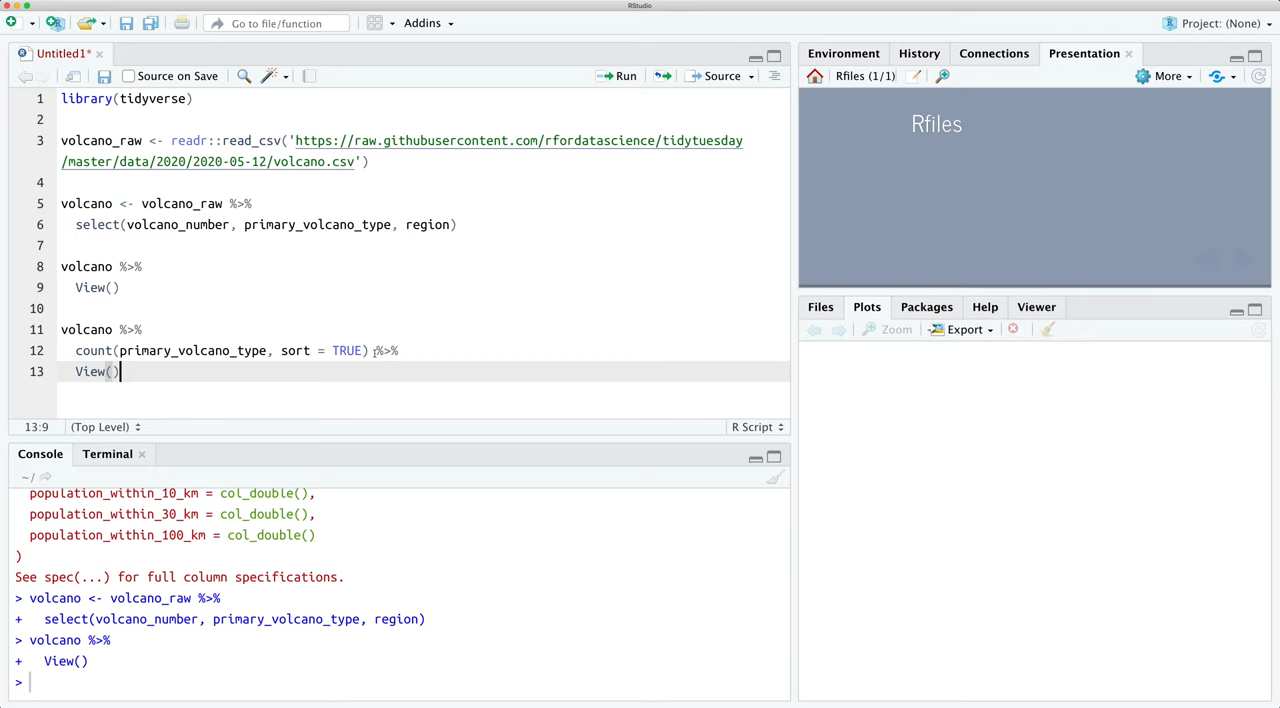 RStudio
Go to file/function
Addins
Project: (None)
Untitled1*
Source on Save
Run
Source
1 library(tidyverse)
2
3 volcano_raw <- readr::read_csv('https://raw.githubusercontent.com/rfordatascience/tidytuesday
/master/data/2020/2020-05-12/volcano.csv')
4
5 volcano <- volcano_raw %>%
6 select(volcano_number, primary_volcano_type, region)
7
8 volcano %>%
9 View()
10
11 volcano %>%
12 count(primary_volcano_type, sort = TRUE) %>%
13 View()
13:9 (Top Level) R Script
Console Terminal
~/
population_within_10_km = col_double(),
population_within_30_km = col_double(),
population_within_100_km = col_double()
)
See spec(...) for full column specifications.
> volcano <- volcano_raw %>%
+ select(volcano_number, primary_volcano_type, region)
> volcano %>%
+ View()
>
Environment History Connections Presentation
Rfiles (1/1) More
Rfiles
Files Plots Packages Help Viewer
Zoom Export